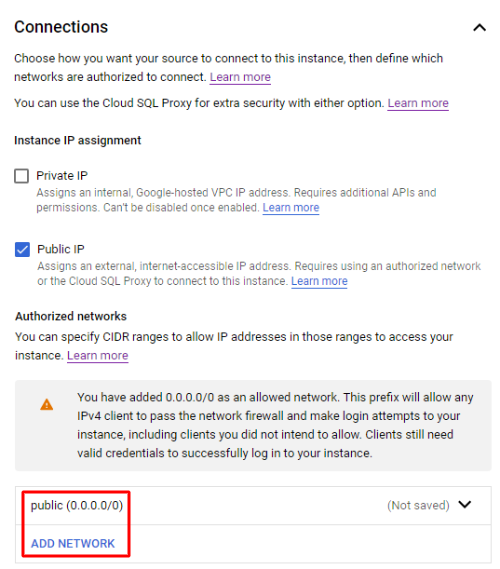 Connections
Choose how you want your source to connect to this instance, then define which
networks are authorized to connect. Learn more
You can use the Cloud SQL Proxy for extra security with either option. Learn more
Instance IP assignment
Private IP
Assigns an internal, Google-hosted VPC IP address. Requires additional APIs and
permissions. Can't be disabled once enabled. Learn more
Public IP
Assigns an external, internet-accessible IP address. Requires using an authorized network
or the Cloud SQL Proxy to connect to this instance. Learn more
Authorized networks
You can specify CIDR ranges to allow IP addresses in those ranges to access your
instance. Learn more
You have added 0.0.0.0/0 as an allowed network. This prefix will allow any
IPv4 client to pass the network firewall and make login attempts to your
instance, including clients you did not intend to allow. Clients still need
valid credentials to successfully log in to your instance.
public (0.0.0.0/0) (Not saved)
ADD NETWORK